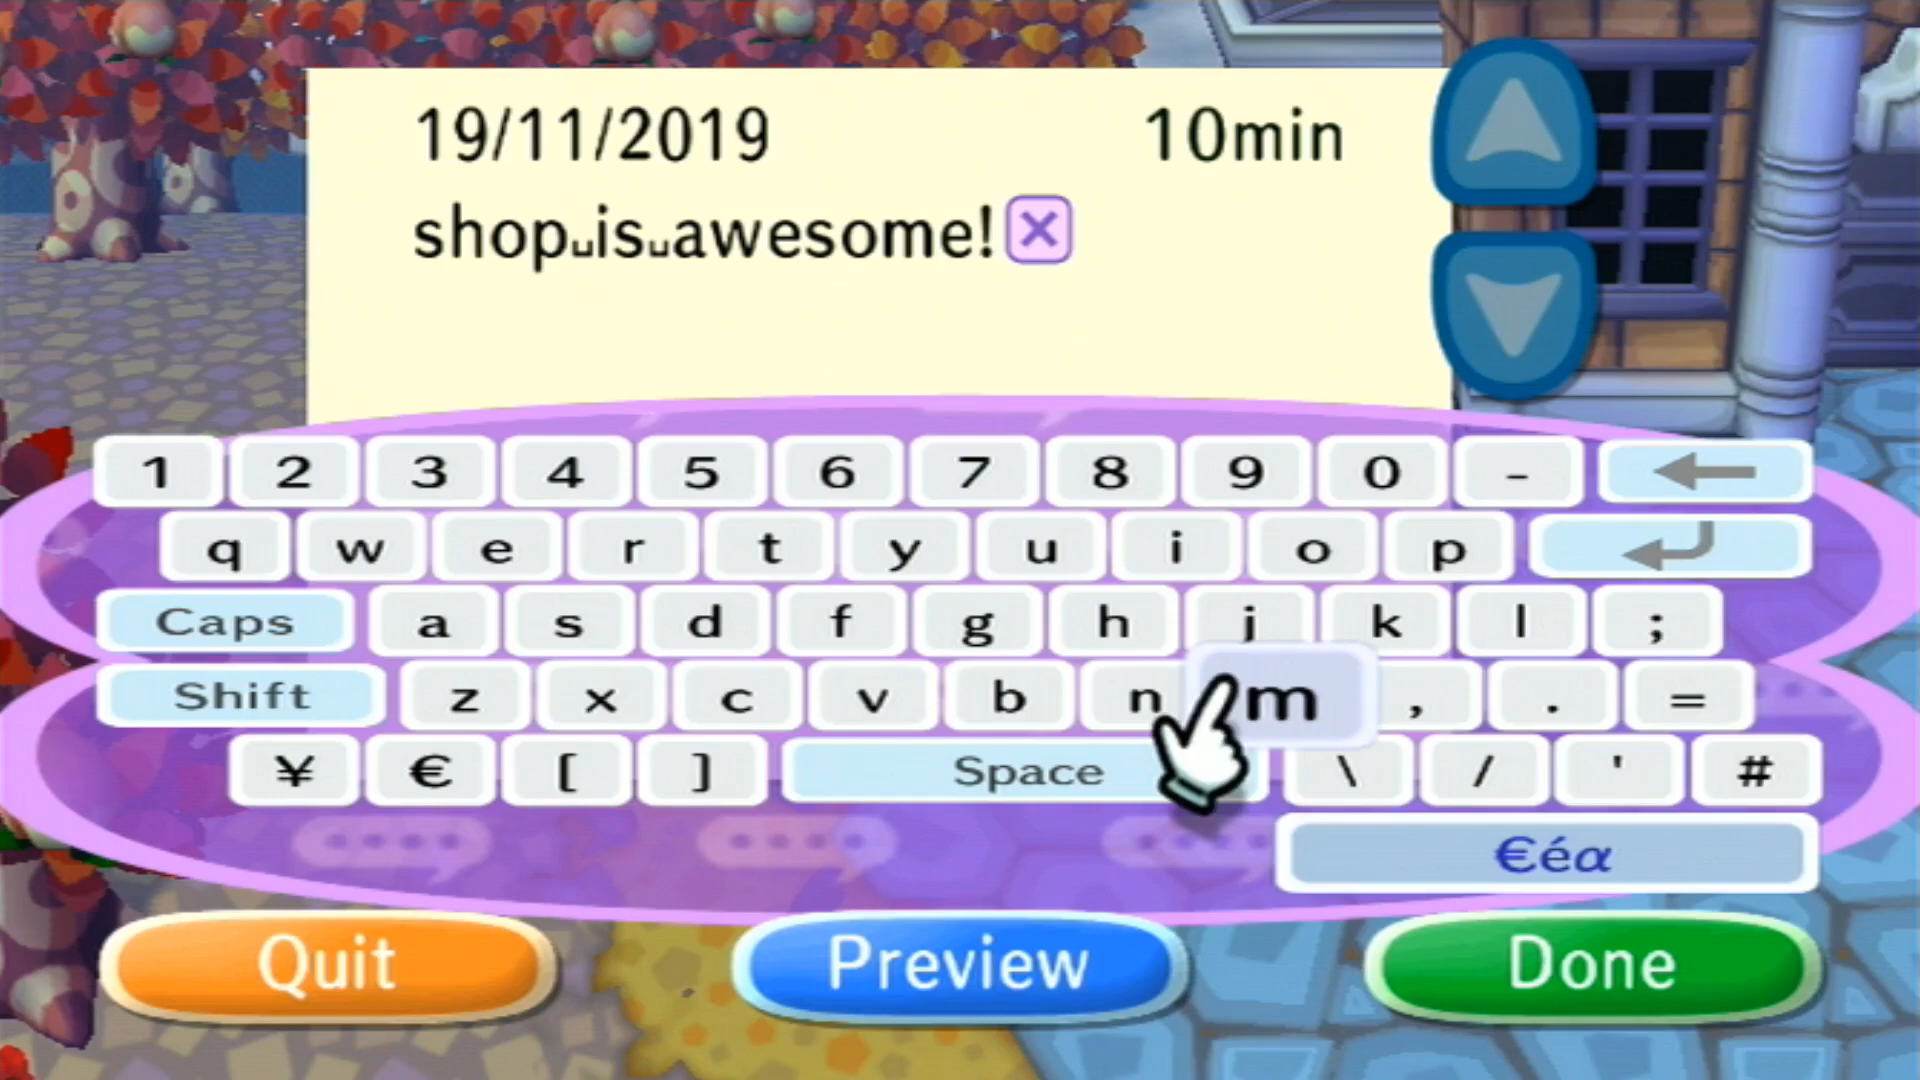 19/11/2019 10min
shop␣is␣awesome!
1 2 3 4 5 6 7 8 9 0 -
q w e r t y u i o p
Caps a s d f g h j k l ;
Shift z x c v b n m , . =
¥ € [ ] Space \ / ' #
€éα
Quit Preview Done